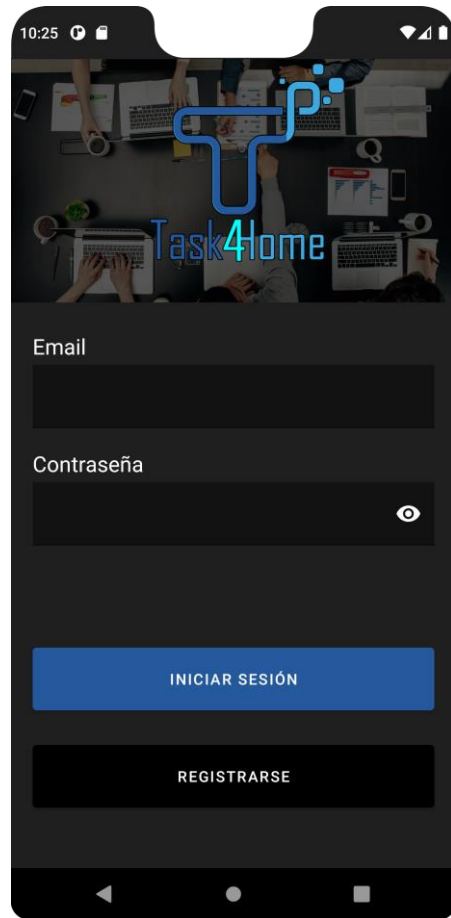 10:25
Task4Home
Email
Contraseña
INICIAR SESIÓN
REGISTRARSE